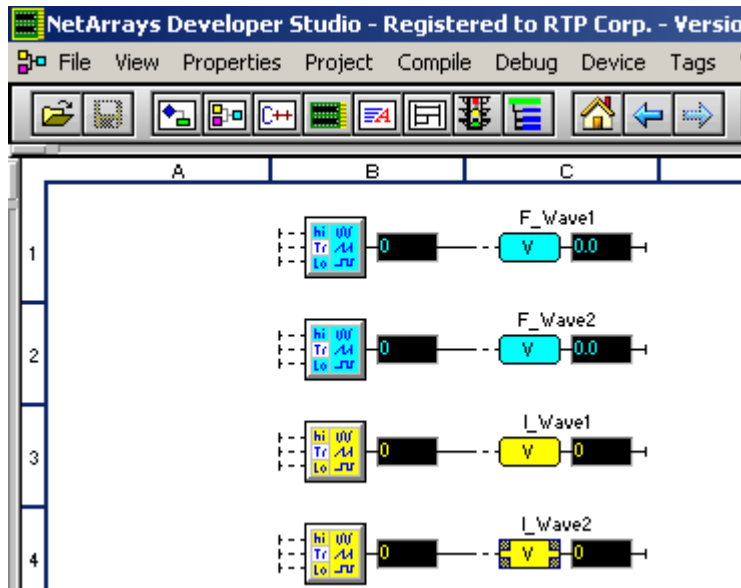 NetArrays Developer Studio - Registered to RTP Corp. - Versio
File View Properties Project Compile Debug Device Tags
C++ A
A B C
F_Wave1
1 hi Tr Lo 0 V 0.0
F_Wave2
2 hi Tr Lo 0 V 0.0
I_Wave1
3 hi Tr Lo 0 V 0
I_Wave2
4 hi Tr Lo 0 V 0